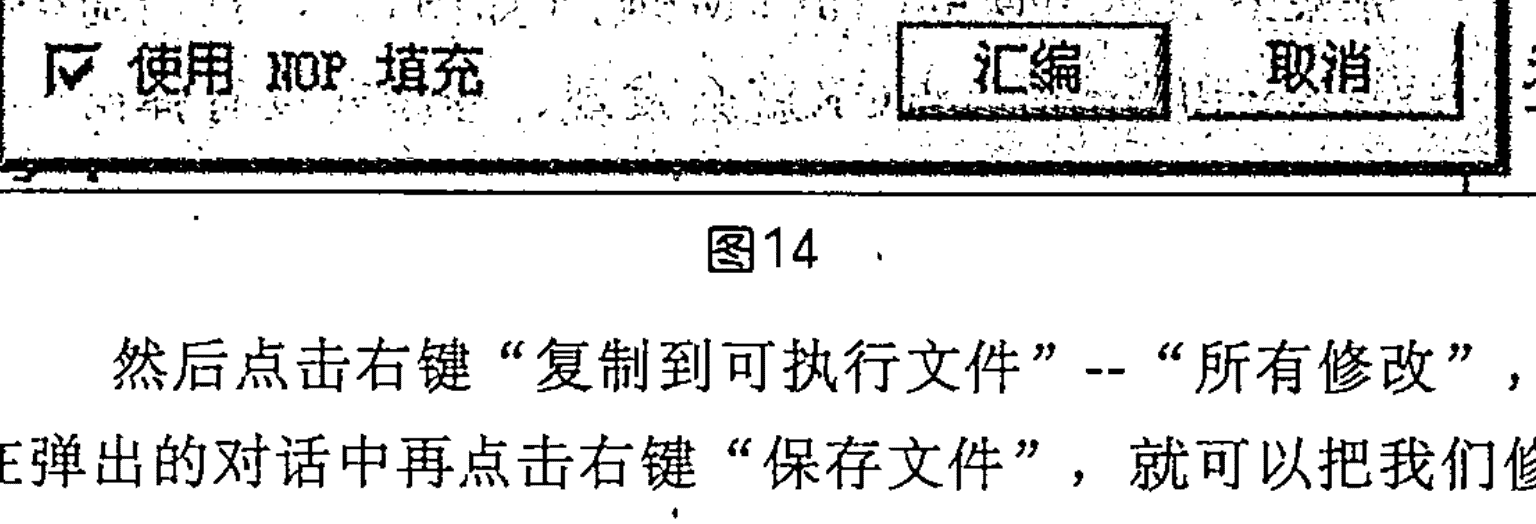 使用 NOP 填充 汇编 取消
图14
然后点击右键“复制到可执行文件”--“所有修改”,
在弹出的对话中再点击右键“保存文件”,就可以把我们修